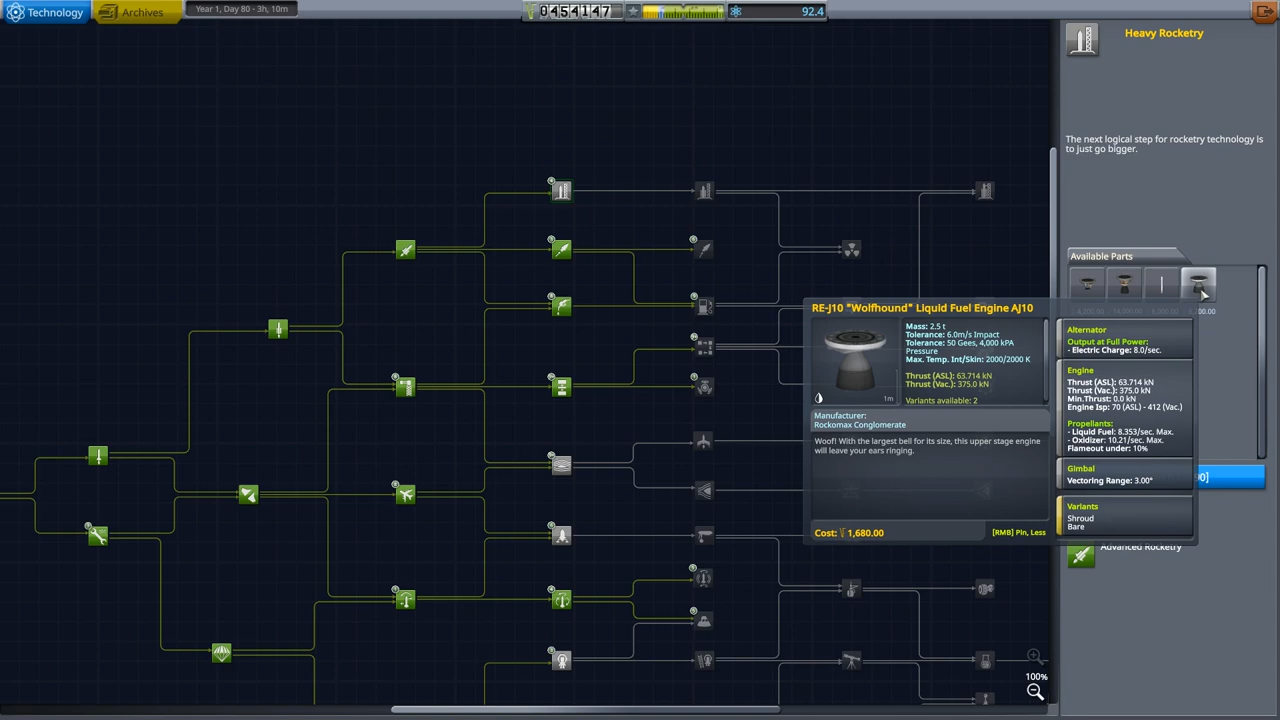 Technology
Archives
Year 1, Day 80 - 3h, 10m
0454147
92.4
Heavy Rocketry
The next logical step for rocketry technology is
to just go bigger.
Available Parts
RE-J10 "Wolfhound" Liquid Fuel Engine AJ10
Mass: 2.5 t
Tolerance: 6.0m/s Impact
Tolerance: 50 Gees, 4,000 kPA
Pressure
Max. Temp. Int/Skin: 2000/2000 K
Thrust (ASL): 63.714 kN
Thrust (Vac.): 375.0 kN
Variants available: 2
1m
Manufacturer:
Rockomax Conglomerate
Woof! With the largest bell for its size, this upper stage engine
will leave your ears ringing.
Cost: 1,680.00
[RMB] Pin, Less
Alternator
Output at Full Power:
- Electric Charge: 8.0/sec.
Engine
Thrust (ASL): 63.714 kN
Thrust (Vac.): 375.0 kN
Min.Thrust: 0.0 kN
Engine Isp: 70 (ASL) - 412 (Vac.)
Propellants:
- Liquid Fuel: 8.353/sec. Max.
- Oxidizer: 10.21/sec. Max.
Flameout under: 10%
Gimbal
Vectoring Range: 3.00°
Variants
Shroud
Bare
Advanced Rocketry
100%